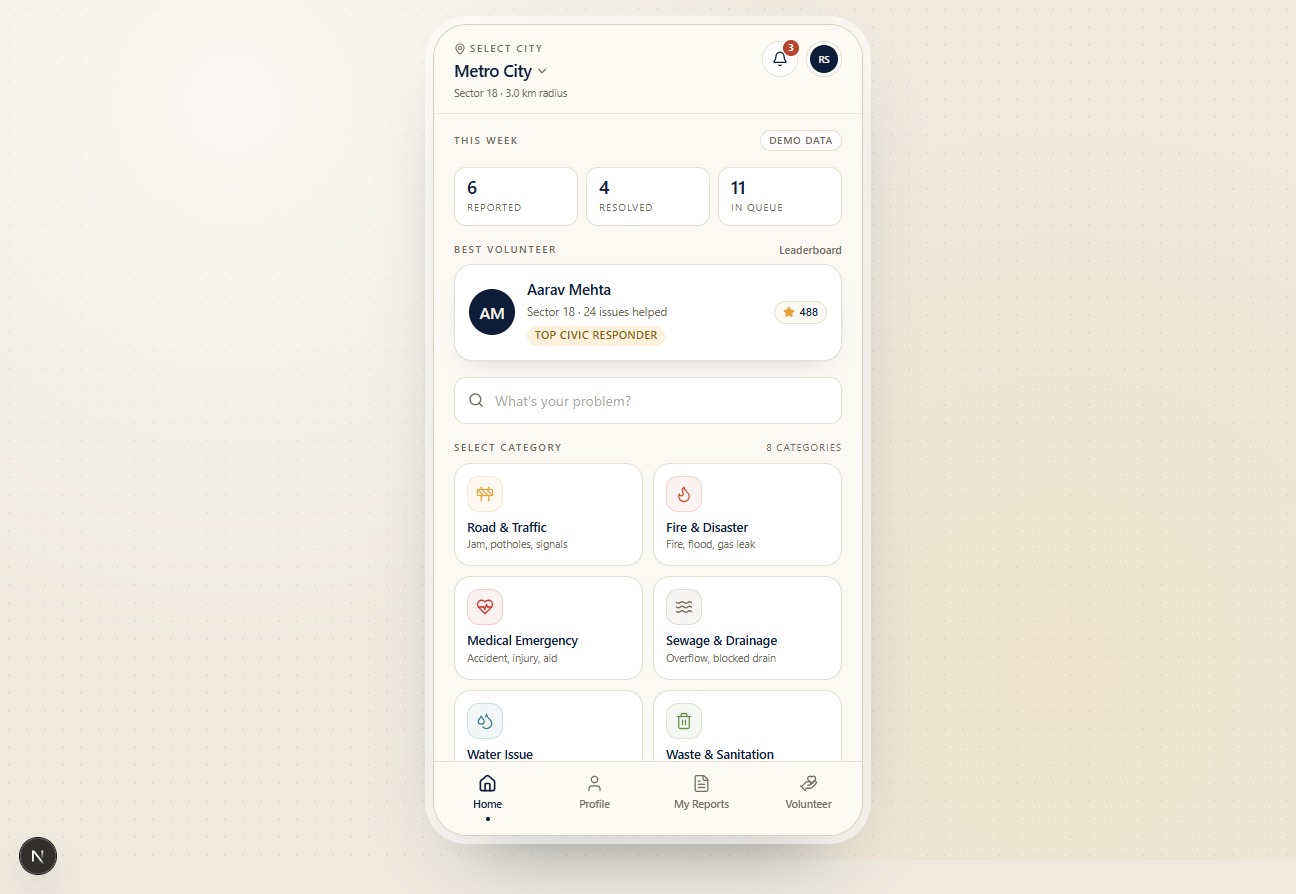 SELECT CITY
Metro City
Sector 18 · 3.0 km radius
3
RS
THIS WEEK
DEMO DATA
6
REPORTED
4
RESOLVED
11
IN QUEUE
BEST VOLUNTEER
Leaderboard
AM
Aarav Mehta
Sector 18 · 24 issues helped
TOP CIVIC RESPONDER
488
What's your problem?
SELECT CATEGORY
8 CATEGORIES
Road & Traffic
Jam, potholes, signals
Fire & Disaster
Fire, flood, gas leak
Medical Emergency
Accident, injury, aid
Sewage & Drainage
Overflow, blocked drain
Water Issue
Waste & Sanitation
Home
Profile
My Reports
Volunteer
N